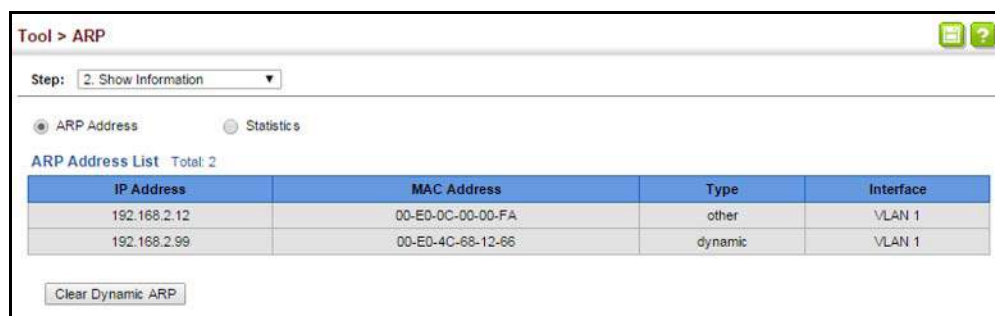 Tool > ARP
Step: 2. Show Information
ARP Address Statistics
ARP Address List Total: 2
IP Address MAC Address Type Interface
192.168.2.12 00-E0-0C-00-00-FA other VLAN 1
192.168.2.99 00-E0-4C-68-12-66 dynamic VLAN 1
Clear Dynamic ARP